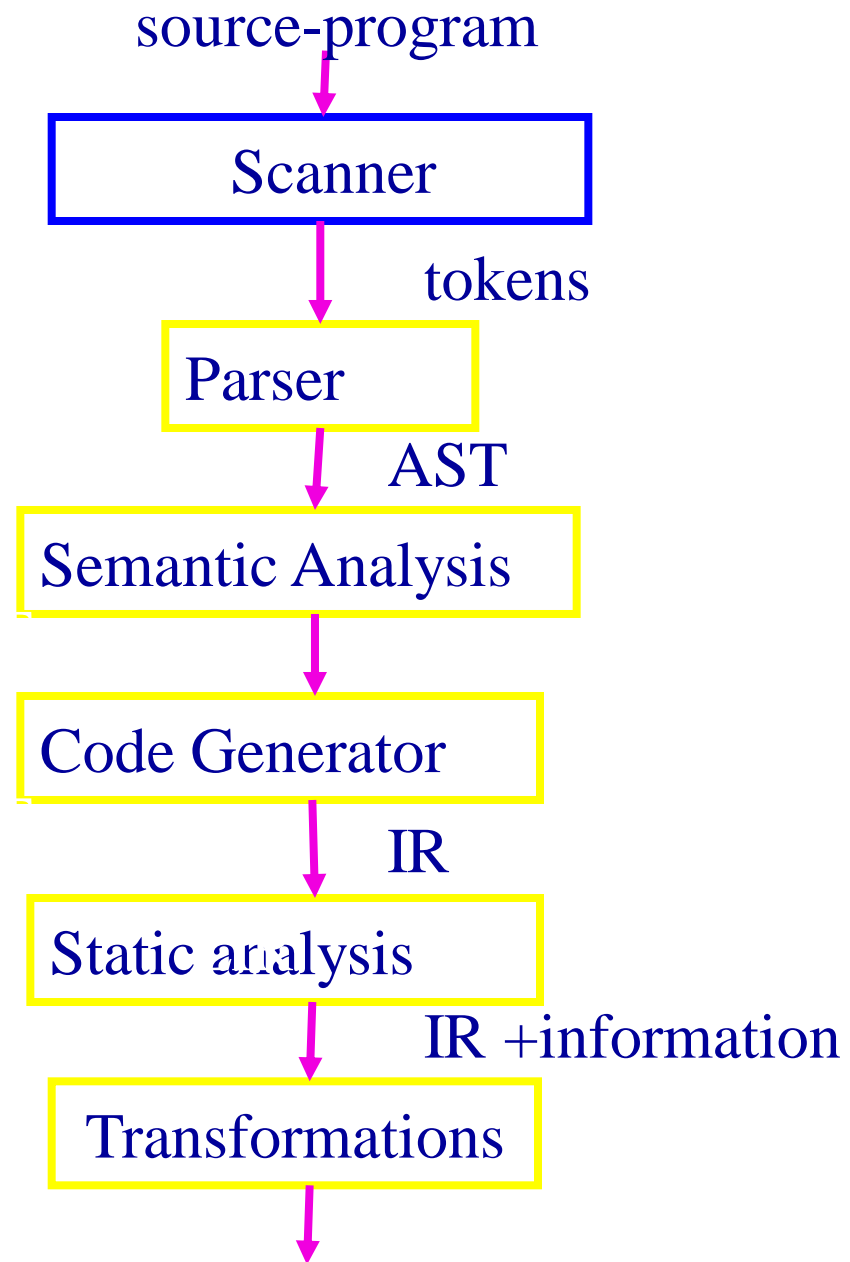 source-program
Scanner
tokens
Parser
AST
Semantic Analysis
Code Generator
IR
Static analysis
IR +information
Transformations